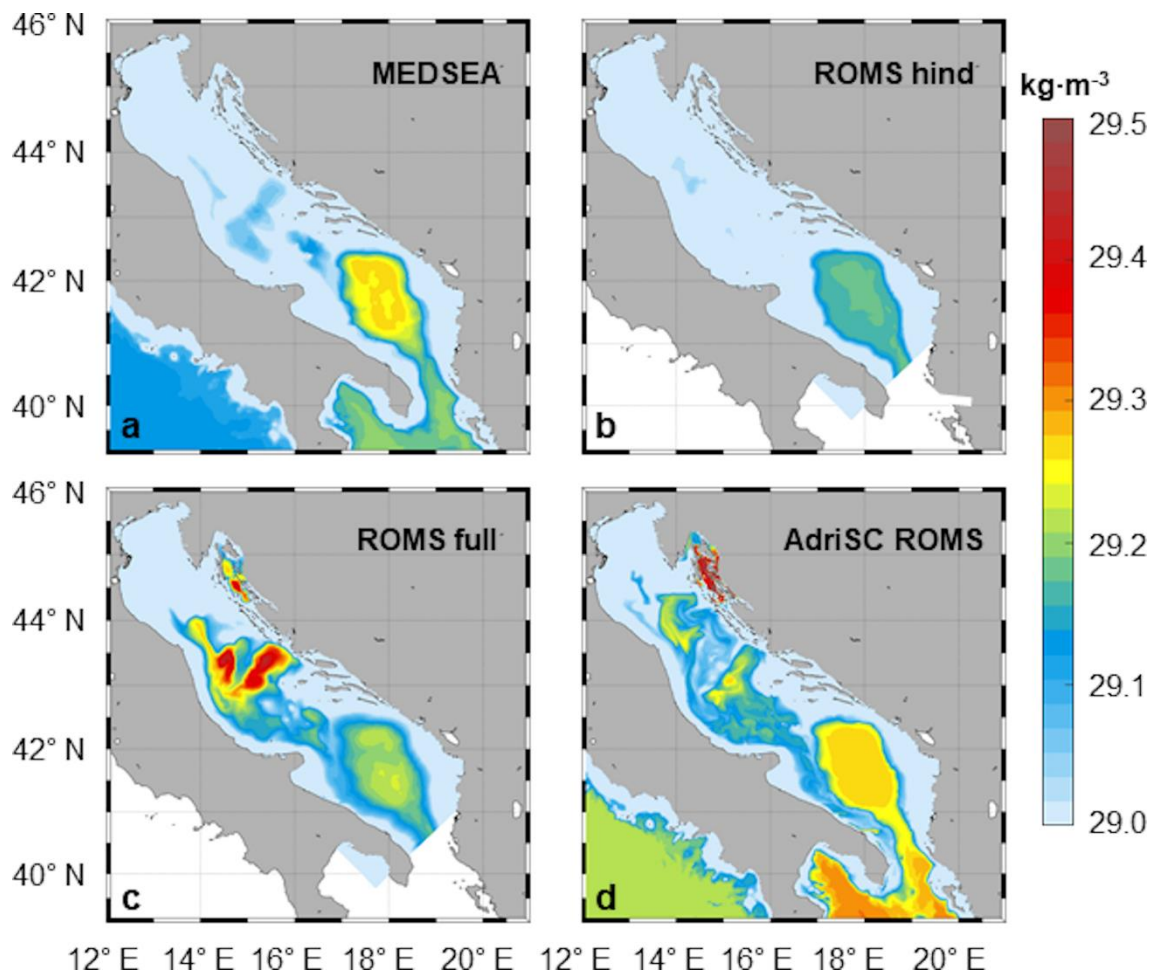 MEDSEA
ROMS hind
kg·m⁻³
46° N
44° N
42° N
40° N
a
b
29.5
29.4
29.3
29.2
29.1
29.0
ROMS full
AdriSC ROMS
46° N
44° N
42° N
40° N
c
d
12° E 14° E 16° E 18° E 20° E
12° E 14° E 16° E 18° E 20° E